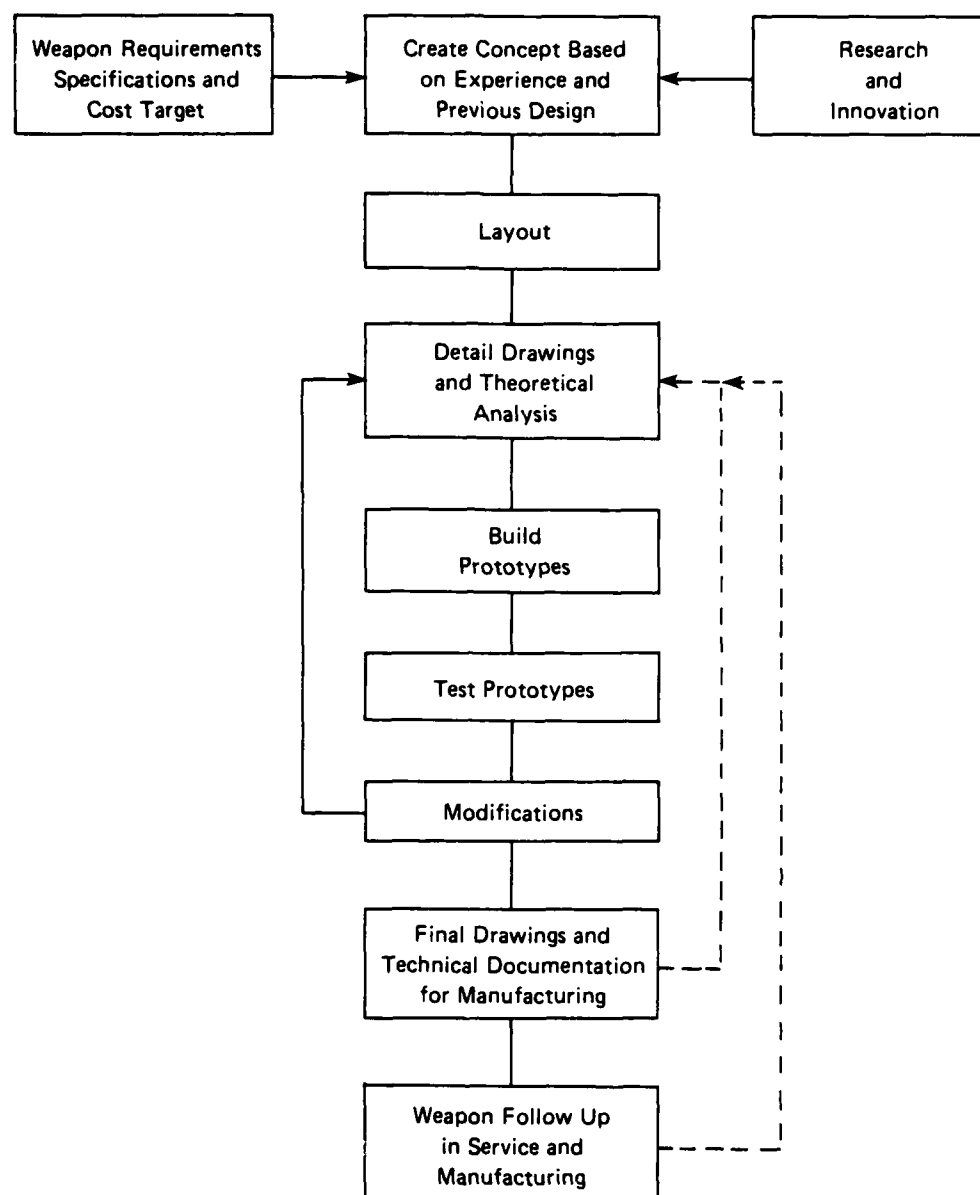 Weapon Requirements
Specifications and
Cost Target
Create Concept Based
on Experience and
Previous Design
Research
and
Innovation
Layout
Detail Drawings
and Theoretical
Analysis
Build
Prototypes
Test Prototypes
Modifications
Final Drawings and
Technical Documentation
for Manufacturing
Weapon Follow Up
in Service and
Manufacturing